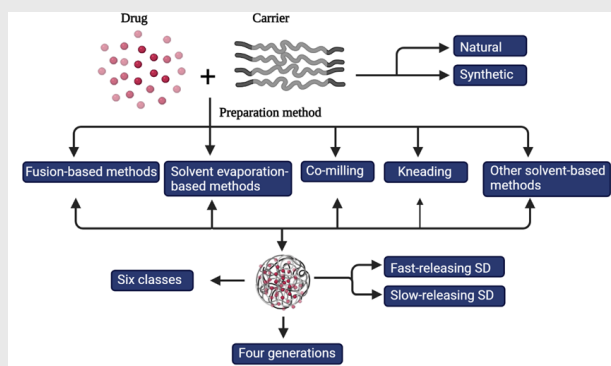 Drug
Carrier
Natural
+
Synthetic
Preparation method
Fusion-based methods
Solvent evaporation-
based methods
Co-milling
Kneading
Other solvent-based
methods
Six classes
Fast-releasing SD
Slow-releasing SD
Four generations